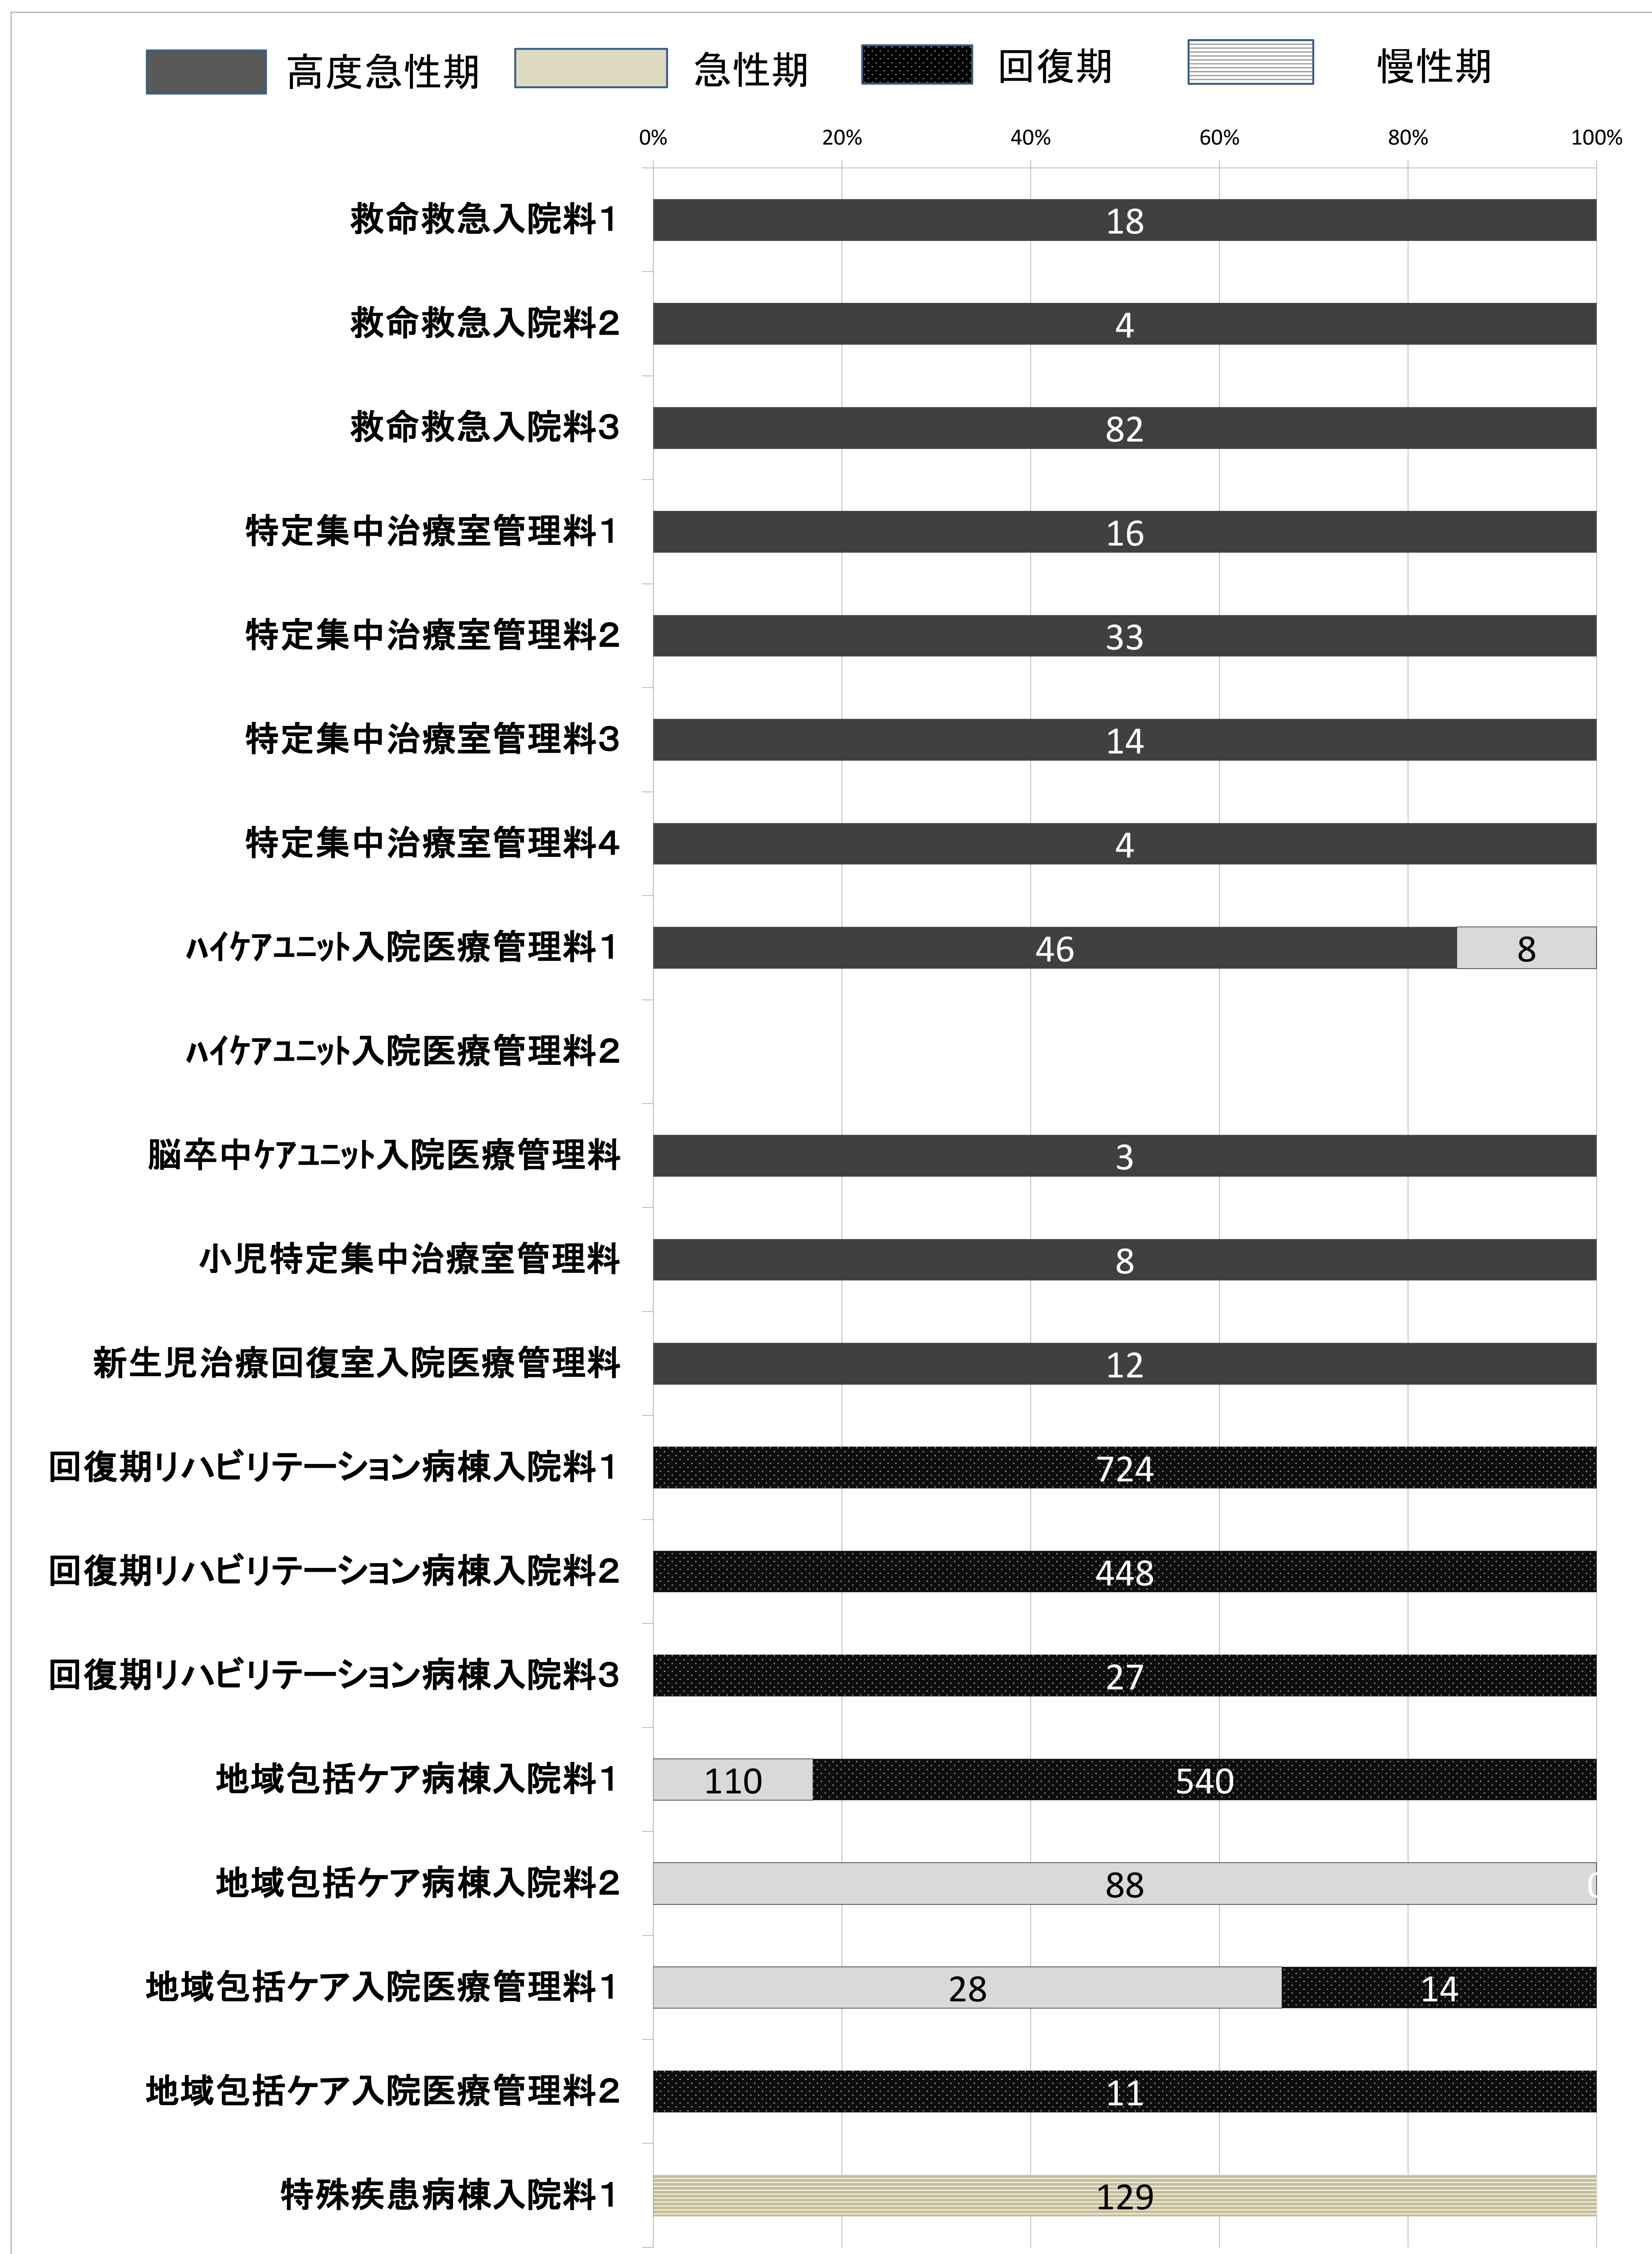 高度急性期 急性期 回復期 慢性期
0% 20% 40% 60% 80% 100%
救命救急入院料1 18
救命救急入院料2 4
救命救急入院料3 82
特定集中治療室管理料1 16
特定集中治療室管理料2 33
特定集中治療室管理料3 14
特定集中治療室管理料4 4
ﾊｲｹｱﾕﾆｯﾄ入院医療管理料1 46 8
ﾊｲｹｱﾕﾆｯﾄ入院医療管理料2
脳卒中ｹｱﾕﾆｯﾄ入院医療管理料 3
小児特定集中治療室管理料 8
新生児治療回復室入院医療管理料 12
回復期リハビリテーション病棟入院料1 724
回復期リハビリテーション病棟入院料2 448
回復期リハビリテーション病棟入院料3 27
地域包括ケア病棟入院料1 110 540
地域包括ケア病棟入院料2 88 0
地域包括ケア入院医療管理料1 28 14
地域包括ケア入院医療管理料2 11
特殊疾患病棟入院料1 129